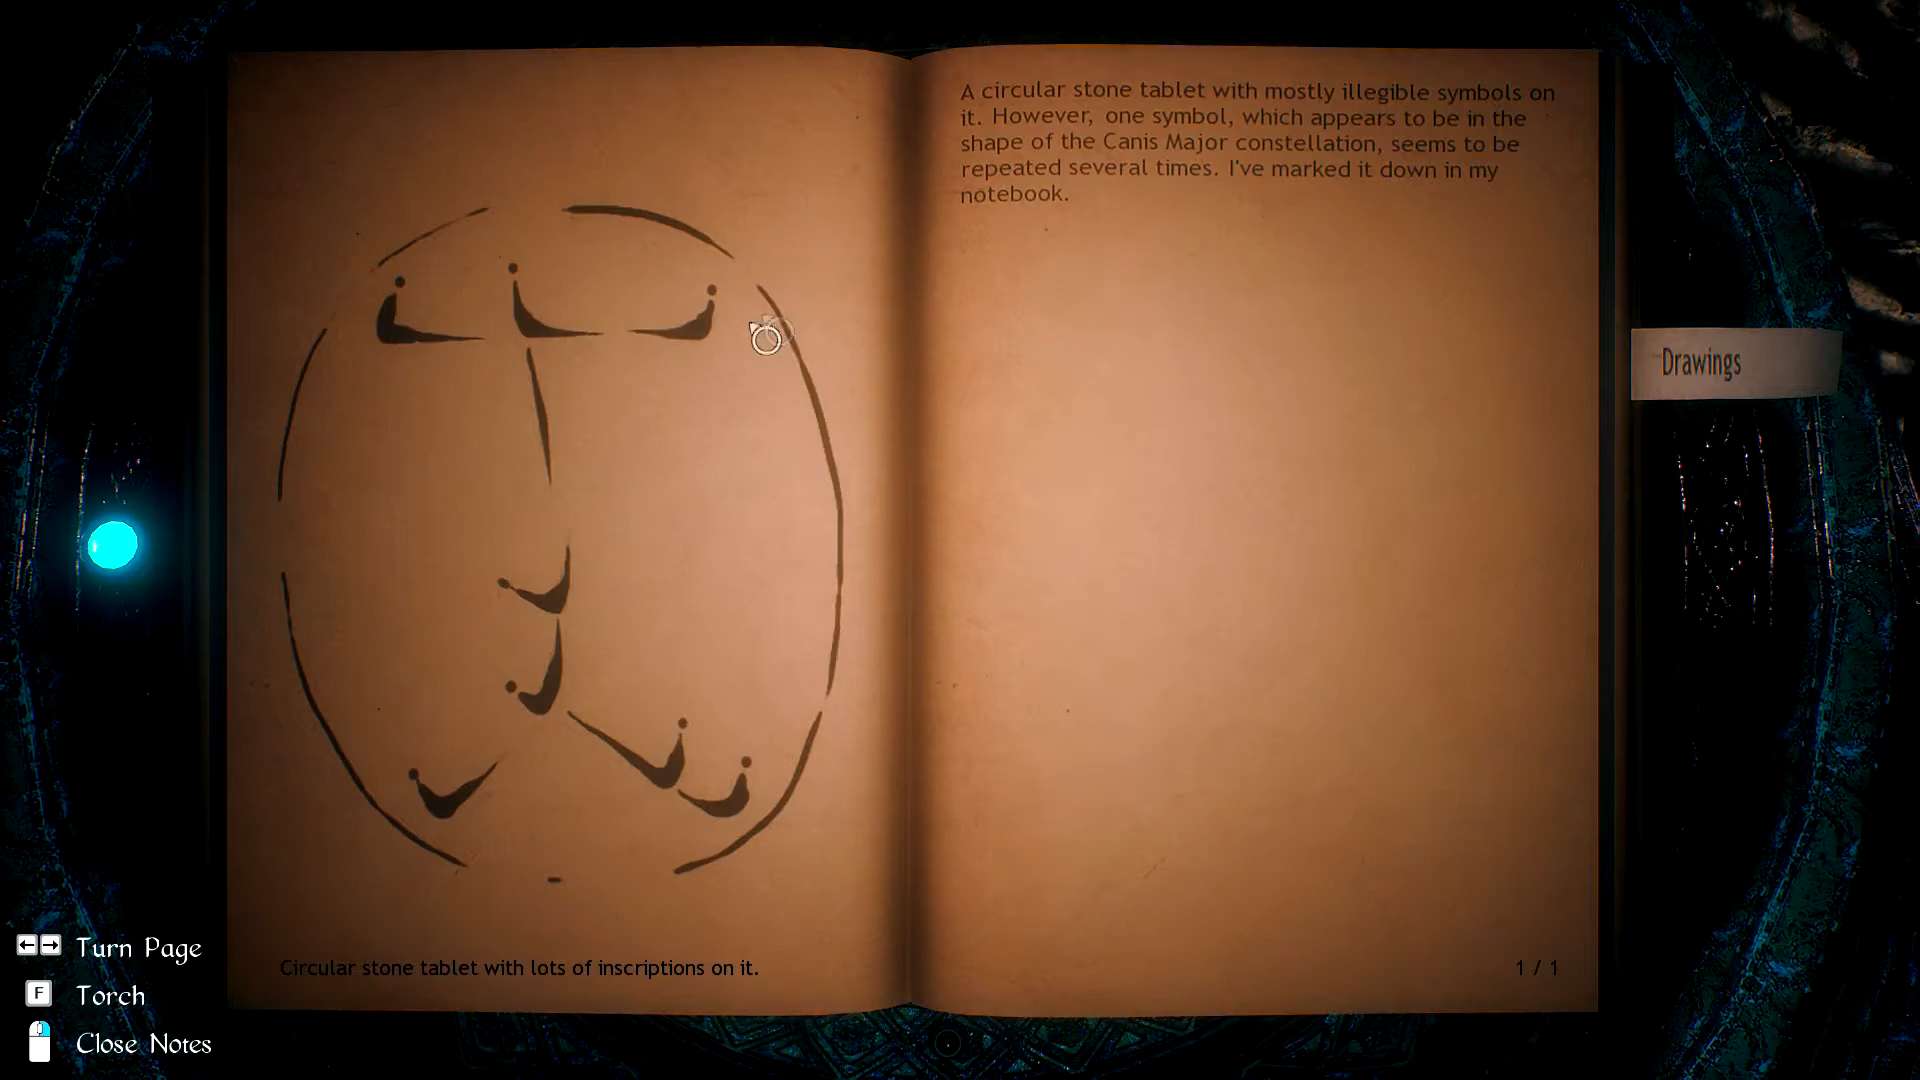 A circular stone tablet with mostly illegible symbols on
it. However, one symbol, which appears to be in the
shape of the Canis Major constellation, seems to be
repeated several times. I've marked it down in my
notebook.
Drawings
Circular stone tablet with lots of inscriptions on it.
1 / 1
Turn Page
F Torch
Close Notes